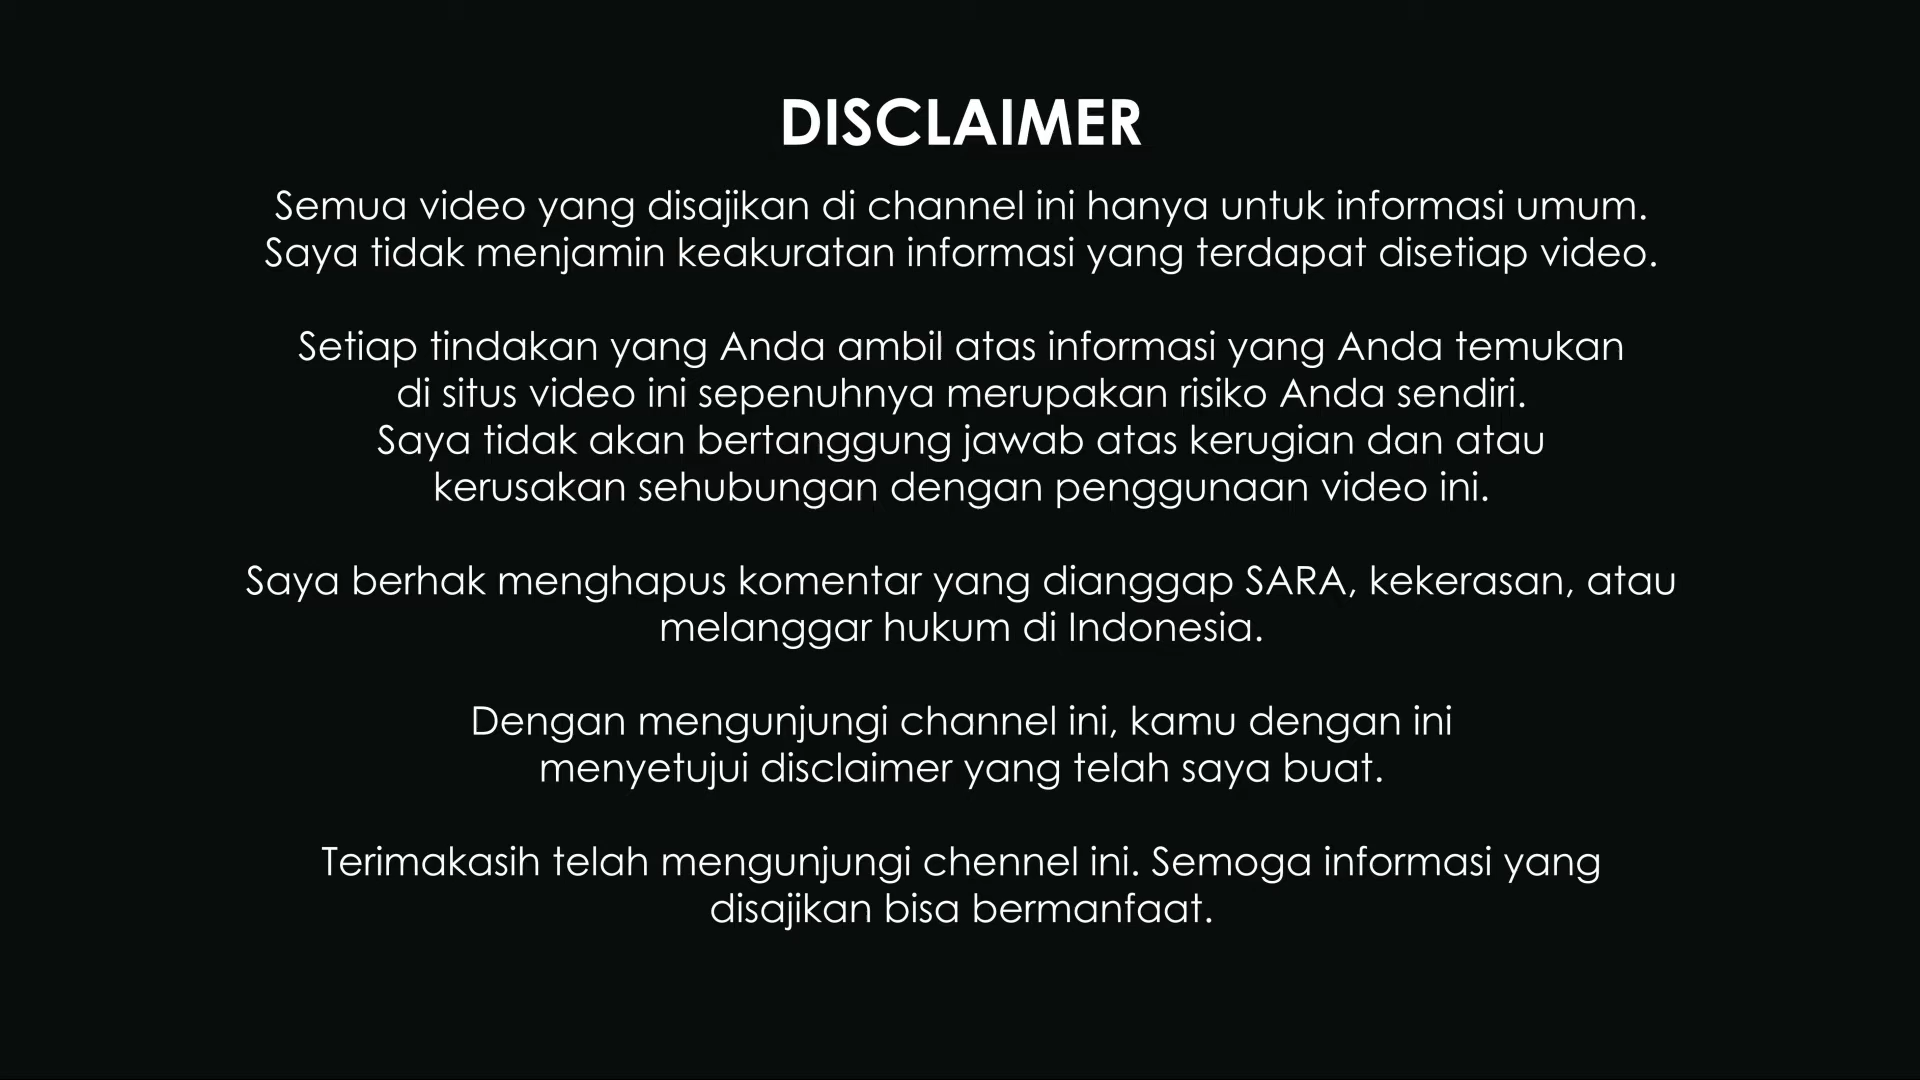 DISCLAIMER
Semua video yang disajikan di channel ini hanya untuk informasi umum.
Saya tidak menjamin keakuratan informasi yang terdapat disetiap video.
Setiap tindakan yang Anda ambil atas informasi yang Anda temukan
di situs video ini sepenuhnya merupakan risiko Anda sendiri.
Saya tidak akan bertanggung jawab atas kerugian dan atau
kerusakan sehubungan dengan penggunaan video ini.
Saya berhak menghapus komentar yang dianggap SARA, kekerasan, atau
melanggar hukum di Indonesia.
Dengan mengunjungi channel ini, kamu dengan ini
menyetujui disclaimer yang telah saya buat.
Terimakasih telah mengunjungi chennel ini. Semoga informasi yang
disajikan bisa bermanfaat.